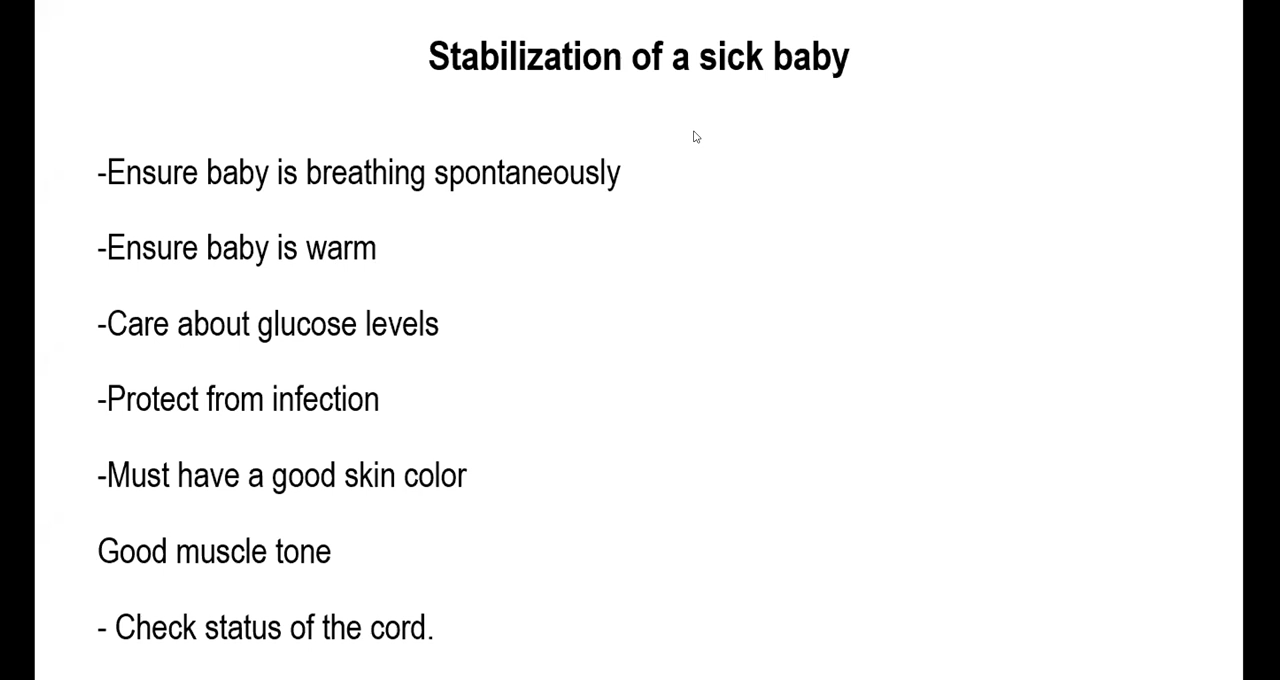 Stabilization of a sick baby
-Ensure baby is breathing spontaneously
-Ensure baby is warm
-Care about glucose levels
-Protect from infection
-Must have a good skin color
Good muscle tone
- Check status of the cord.